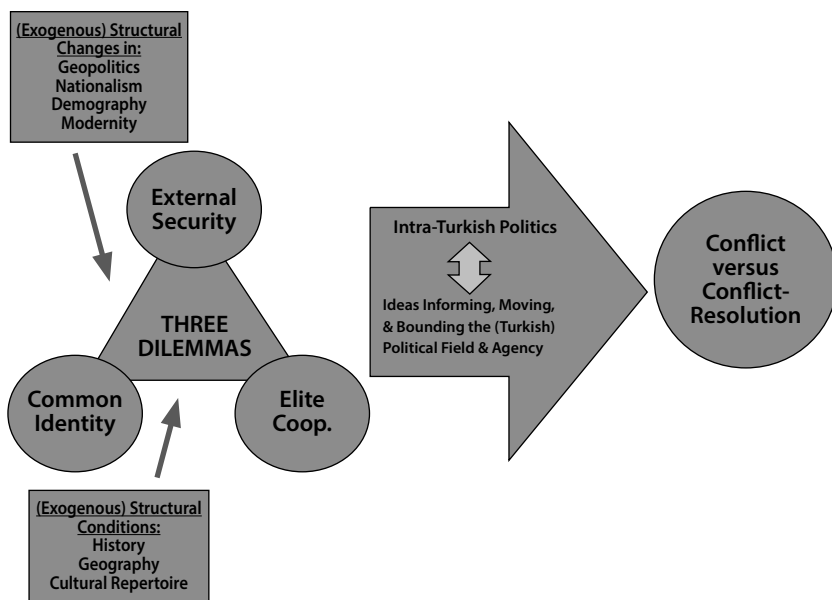 (Exogenous) Structural
Changes in:
Geopolitics
Nationalism
Demography
Modernity
External
Security
THREE
DILEMMAS
Common
Identity
Elite
Coop.
(Exogenous) Structural
Conditions:
History
Geography
Cultural Repertoire
Intra-Turkish Politics
Ideas Informing, Moving,
& Bounding the (Turkish)
Political Field & Agency
Conflict
versus
Conflict-
Resolution